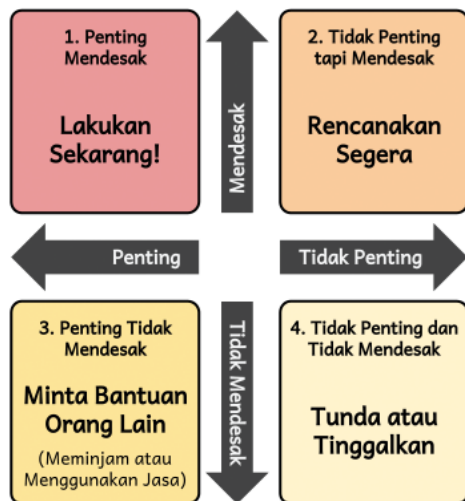 1. Penting
Mendesak
Lakukan
Sekarang!
Mendesak
2. Tidak Penting
tapi Mendesak
Rencanakan
Segera
Penting
Tidak Penting
3. Penting Tidak
Mendesak
Minta Bantuan
Orang Lain
(Meminjam atau
Menggunakan Jasa)
Tidak Mendesak
4. Tidak Penting dan
Tidak Mendesak
Tunda atau
Tinggalkan